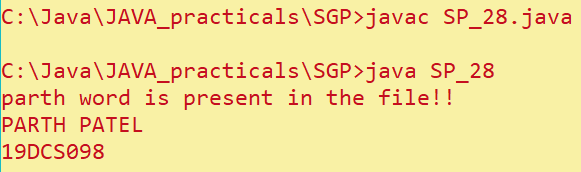 C:\Java\JAVA_practicals\SGP>javac SP_28.java
C:\Java\JAVA_practicals\SGP>java SP_28
parth word is present in the file!!
PARTH PATEL
19DCS098